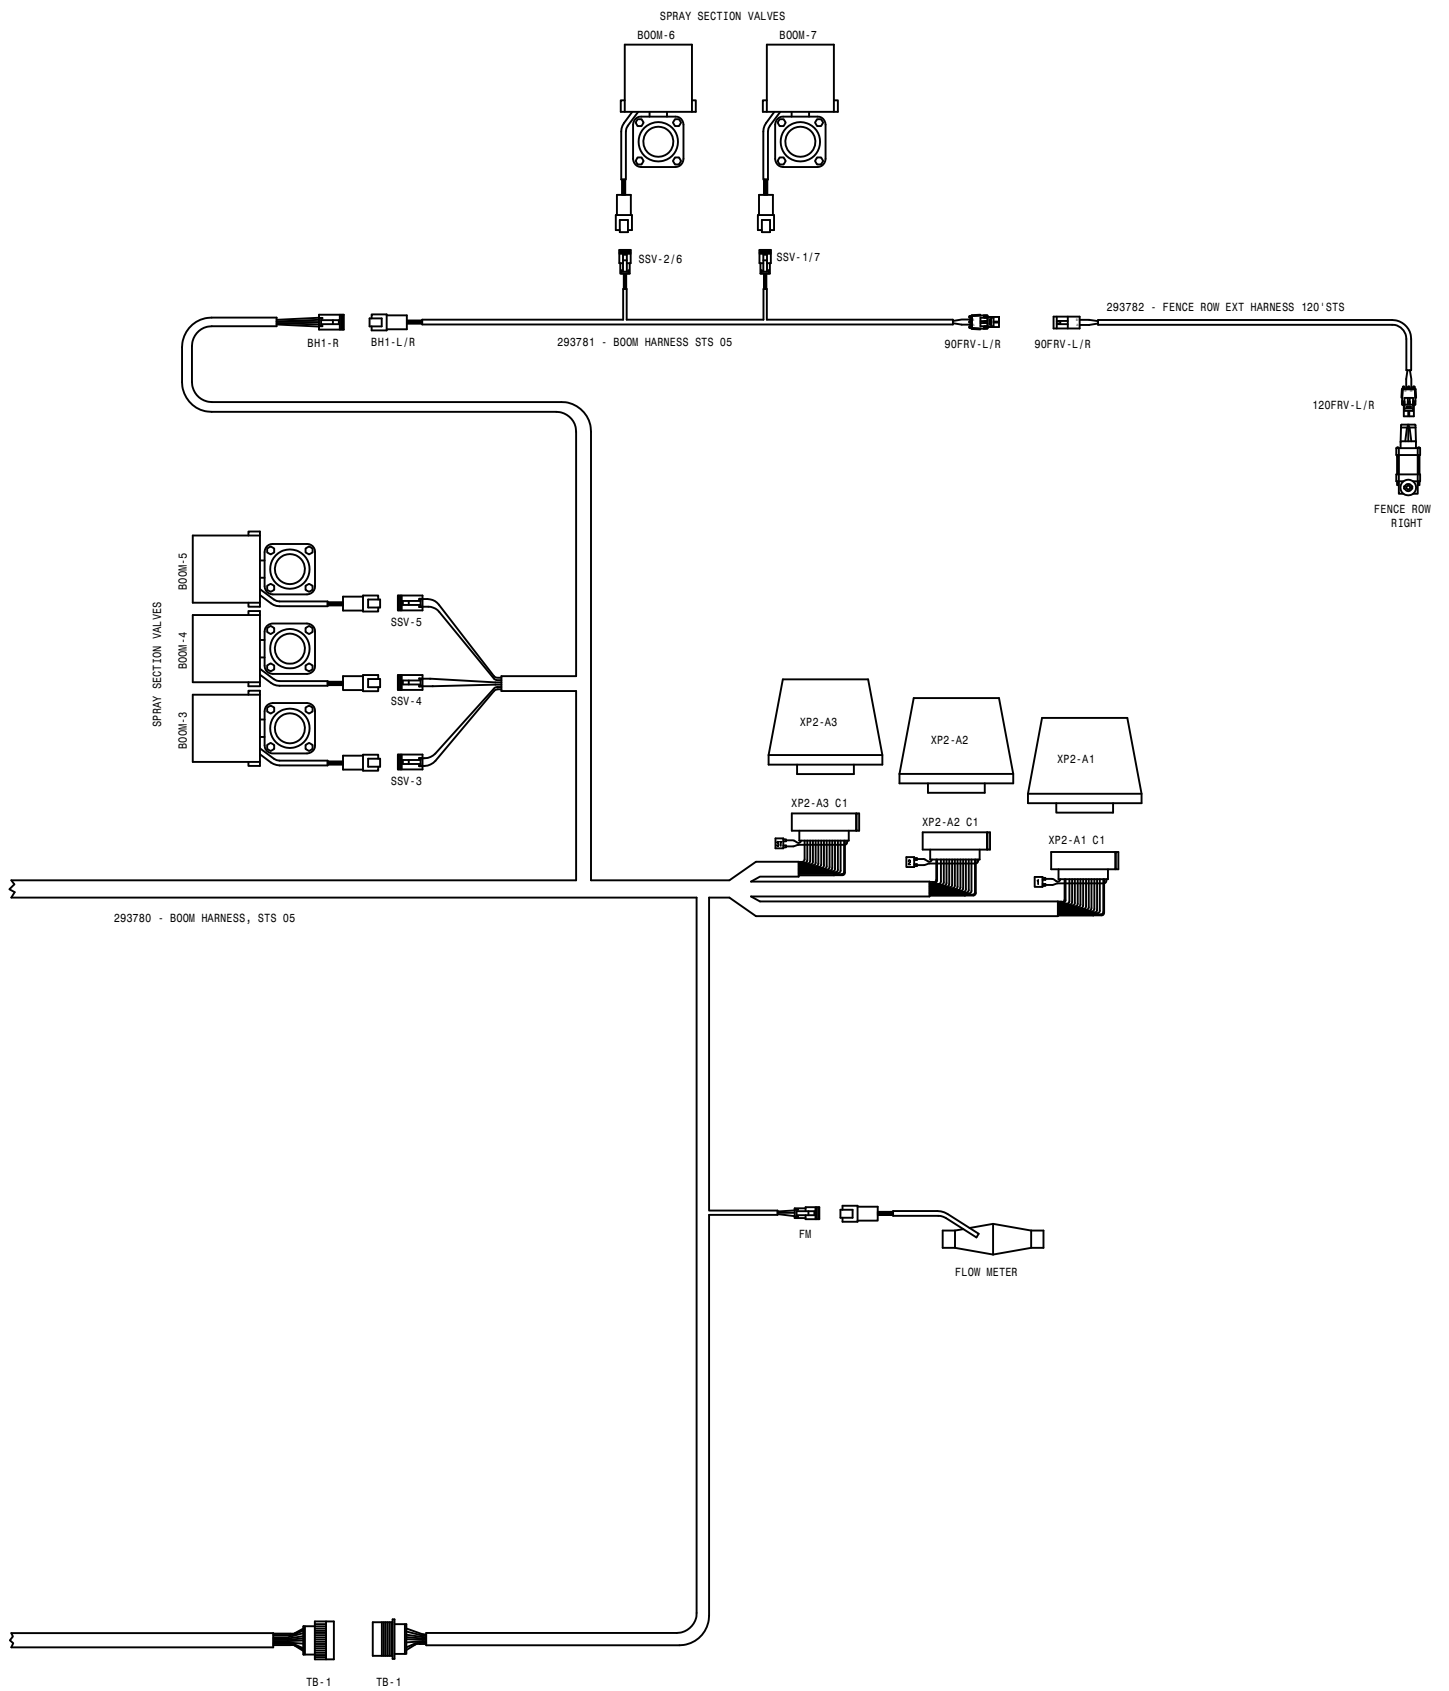 SPRAY SECTION VALVES
BOOM-6
BOOM-7
SSV-2/6
SSV-1/7
293782 - FENCE ROW EXT HARNESS 120'STS
BH1-R
BH1-L/R
293781 - BOOM HARNESS STS 05
90FRV-L/R
90FRV-L/R
120FRV-L/R
FENCE ROW
RIGHT
SPRAY SECTION VALVES
BOOM-5
BOOM-4
BOOM-3
SSV-5
SSV-4
SSV-3
XP2-A3
XP2-A2
XP2-A1
XP2-A3 C1
XP2-A2 C1
XP2-A1 C1
293780 - BOOM HARNESS, STS 05
FM
FLOW METER
TB-1
TB-1